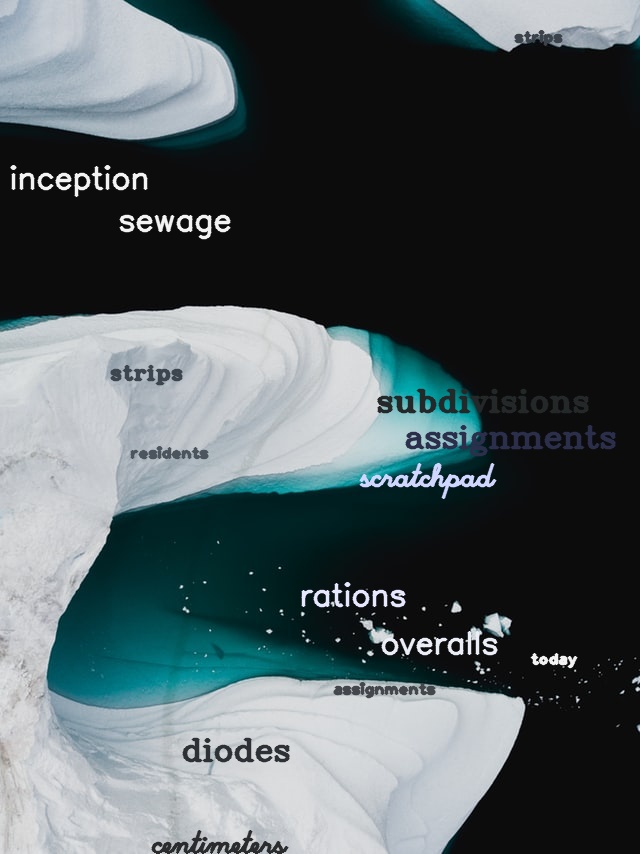 strips
inception
sewage
strips
subdivisions
assignments
residents
scratchpad
rations
overalls
today
assignments
diodes
centimeters